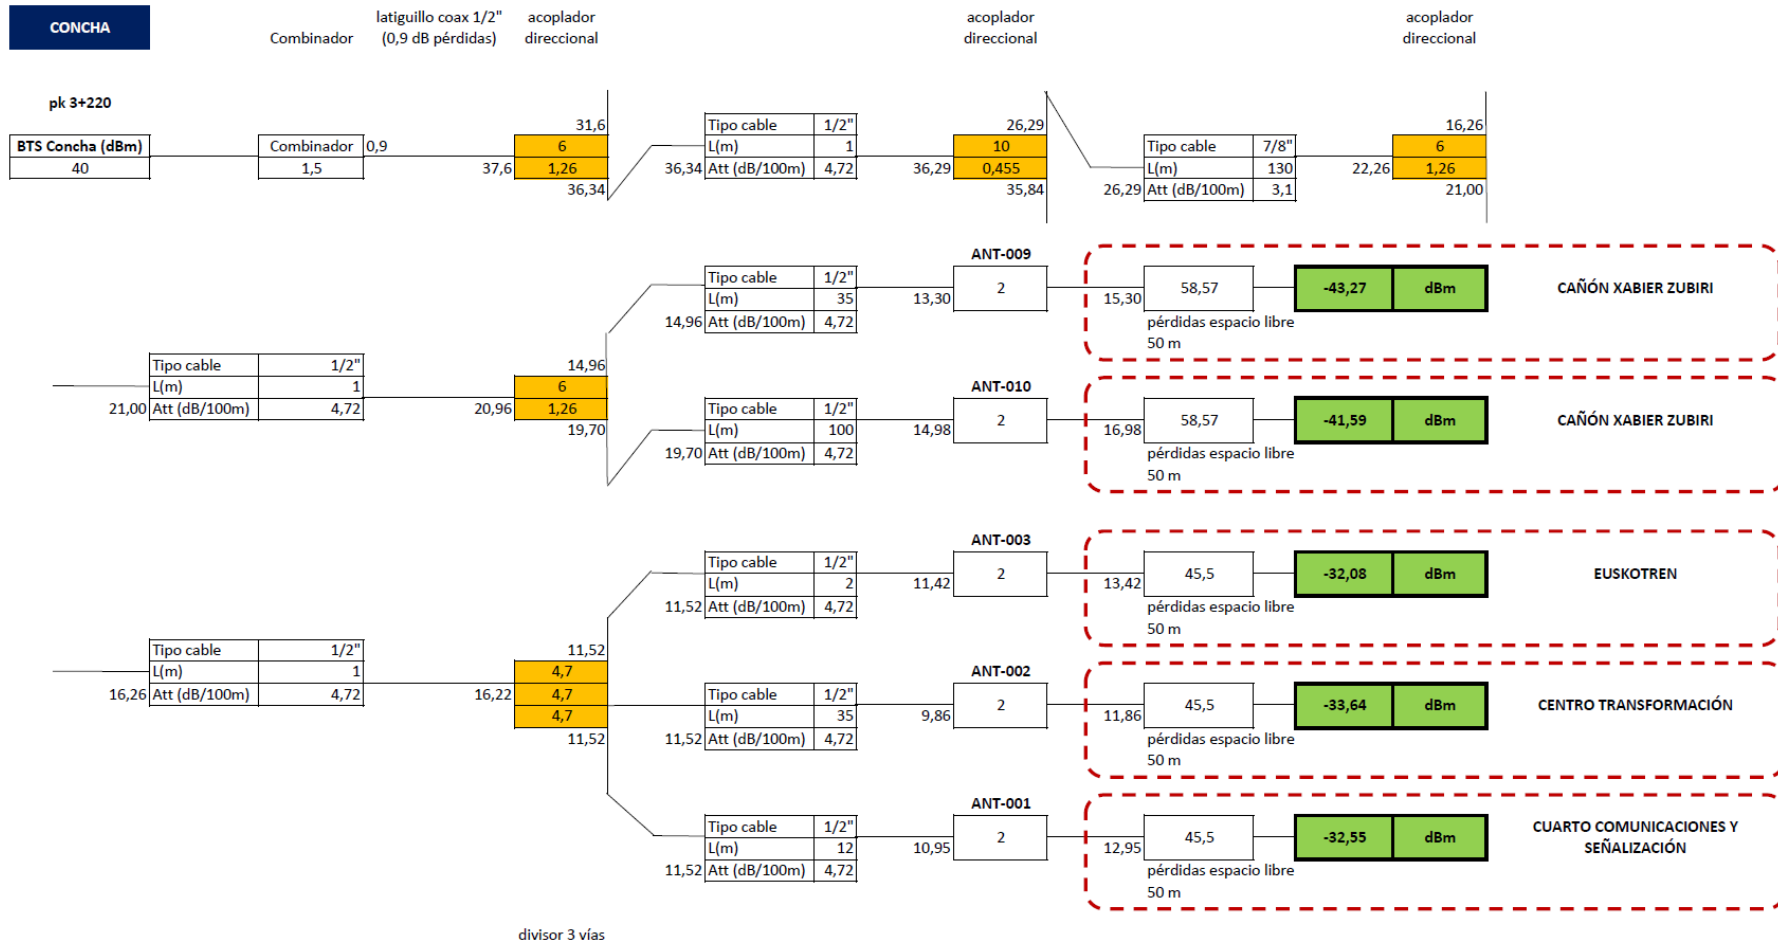 CONCHA
Combinador
latiguillo coax 1/2"
(0,9 dB pérdidas)
acoplador
direccional
acoplador
direccional
acoplador
direccional
pk 3+220
BTS Concha (dBm)
40
Combinador
1,5
0,9
37,6
31,6
6
1,26
36,34
36,34
Tipo cable 1/2"
L(m) 1
Att (dB/100m) 4,72
36,29
26,29
10
0,455
35,84
26,29
Tipo cable 7/8"
L(m) 130
Att (dB/100m) 3,1
22,26
16,26
6
1,26
21,00
21,00
Tipo cable 1/2"
L(m) 1
Att (dB/100m) 4,72
20,96
14,96
6
1,26
19,70
14,96
Tipo cable 1/2"
L(m) 35
Att (dB/100m) 4,72
13,30
ANT-009
2
15,30
58,57
pérdidas espacio libre
50 m
-43,27 dBm
CAÑÓN XABIER ZUBIRI
19,70
Tipo cable 1/2"
L(m) 100
Att (dB/100m) 4,72
14,98
ANT-010
2
16,98
58,57
pérdidas espacio libre
50 m
-41,59 dBm
CAÑÓN XABIER ZUBIRI
16,26
Tipo cable 1/2"
L(m) 1
Att (dB/100m) 4,72
16,22
11,52
4,7
4,7
4,7
11,52
11,52
Tipo cable 1/2"
L(m) 2
Att (dB/100m) 4,72
11,42
ANT-003
2
13,42
45,5
pérdidas espacio libre
50 m
-32,08 dBm
EUSKOTREN
11,52
Tipo cable 1/2"
L(m) 35
Att (dB/100m) 4,72
9,86
ANT-002
2
11,86
45,5
pérdidas espacio libre
50 m
-33,64 dBm
CENTRO TRANSFORMACIÓN
11,52
Tipo cable 1/2"
L(m) 12
Att (dB/100m) 4,72
10,95
ANT-001
2
12,95
45,5
pérdidas espacio libre
50 m
-32,55 dBm
CUARTO COMUNICACIONES Y
SEÑALIZACIÓN
divisor 3 vías